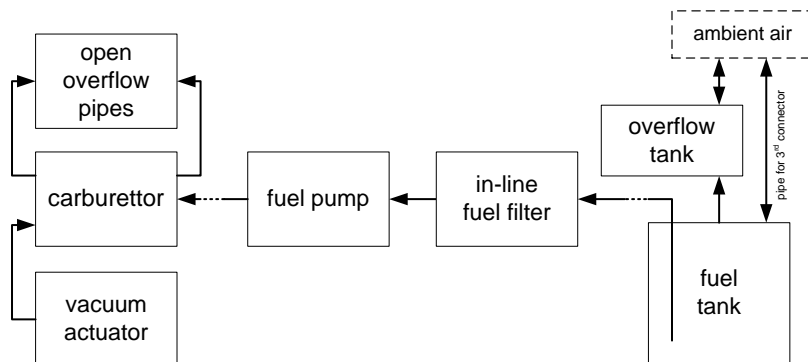 open
overflow
pipes
ambient air
overflow
tank
pipe for 3rd connector
carburettor
fuel pump
in-line
fuel filter
fuel
tank
vacuum
actuator